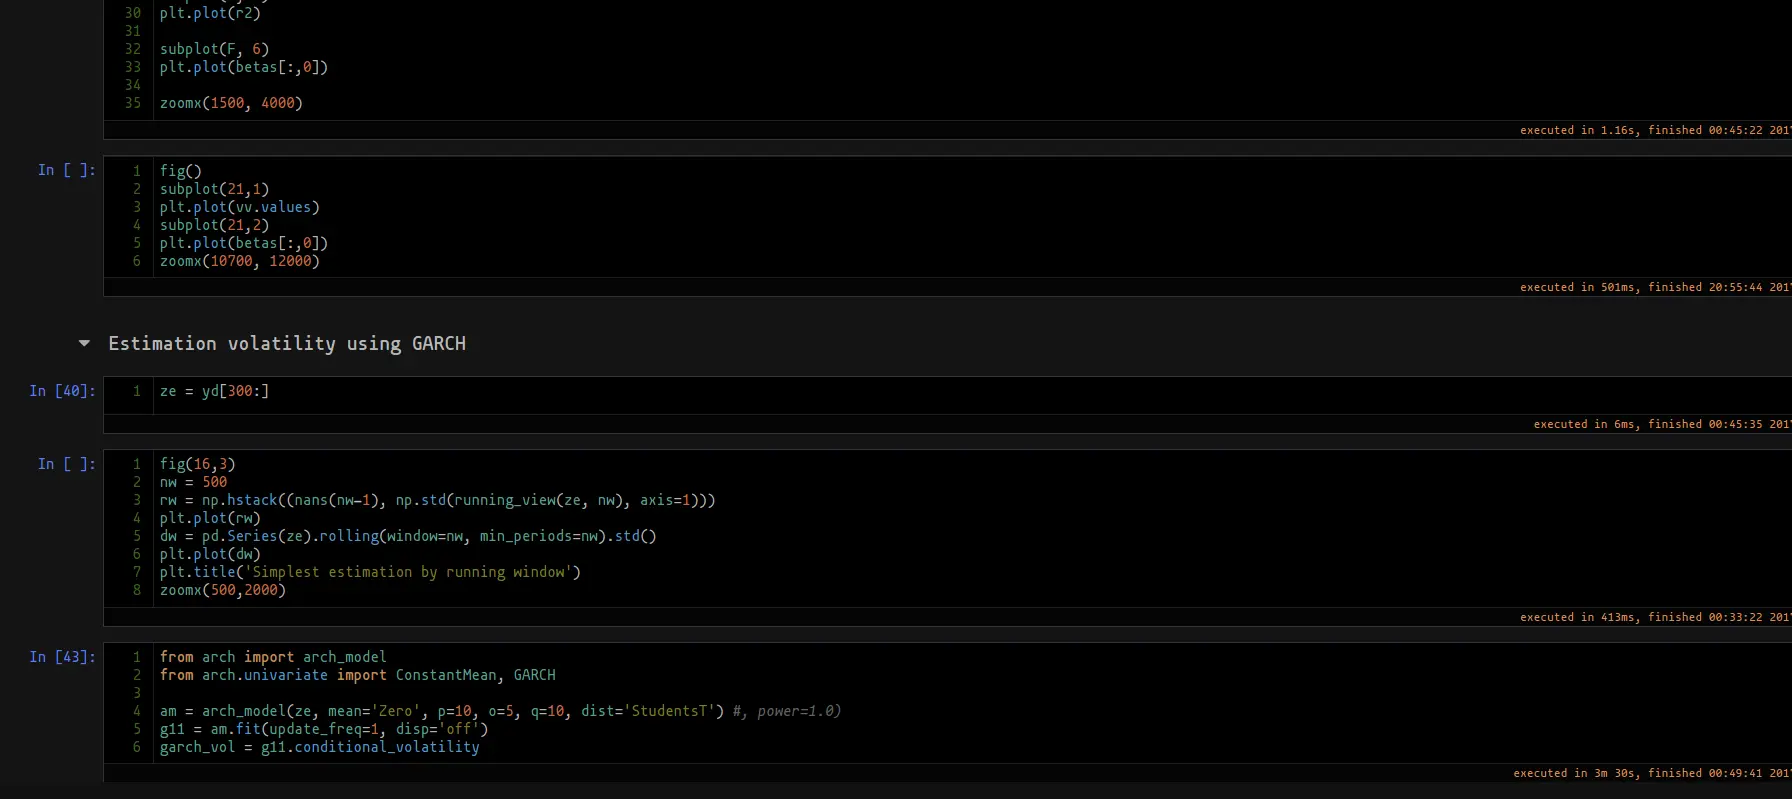 30 plt.plot(r2)
31
32 subplot(F, 6)
33 plt.plot(betas[:,0])
34
35 zoomx(1500, 4000)
executed in 1.16s, finished 00:45:22 201
In [ ]:
1 fig()
2 subplot(21,1)
3 plt.plot(vv.values)
4 subplot(21,2)
5 plt.plot(betas[:,0])
6 zoomx(10700, 12000)
executed in 501ms, finished 20:55:44 201
Estimation volatility using GARCH
In [40]:
1 ze = yd[300:]
executed in 6ms, finished 00:45:35 201
In [ ]:
1 fig(16,3)
2 nw = 500
3 rw = np.hstack((nans(nw-1), np.std(running_view(ze, nw), axis=1)))
4 plt.plot(rw)
5 dw = pd.Series(ze).rolling(window=nw, min_periods=nw).std()
6 plt.plot(dw)
7 plt.title('Simplest estimation by running window')
8 zoomx(500,2000)
executed in 413ms, finished 00:33:22 201
In [43]:
1 from arch import arch_model
2 from arch.univariate import ConstantMean, GARCH
3
4 am = arch_model(ze, mean='Zero', p=10, o=5, q=10, dist='StudentsT') #, power=1.0)
5 g11 = am.fit(update_freq=1, disp='off')
6 garch_vol = g11.conditional_volatility
executed in 3m 30s, finished 00:49:41 201